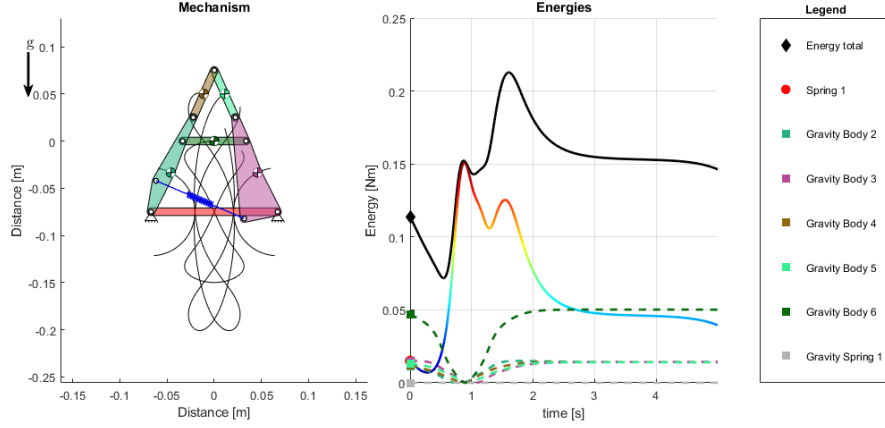 Mechanism
g
Distance [m]
0.1
0.05
0
-0.05
-0.1
-0.15
-0.2
-0.25
-0.15
-0.1
-0.05
0
0.05
0.1
0.15
Distance [m]
Energies
Energy [Nm]
0.2
0.15
0.1
0.05
0
0
1
2
3
4
time [s]
Legend
Energy total
Spring 1
Gravity Body 2
Gravity Body 3
Gravity Body 4
Gravity Body 5
Gravity Body 6
Gravity Spring 1